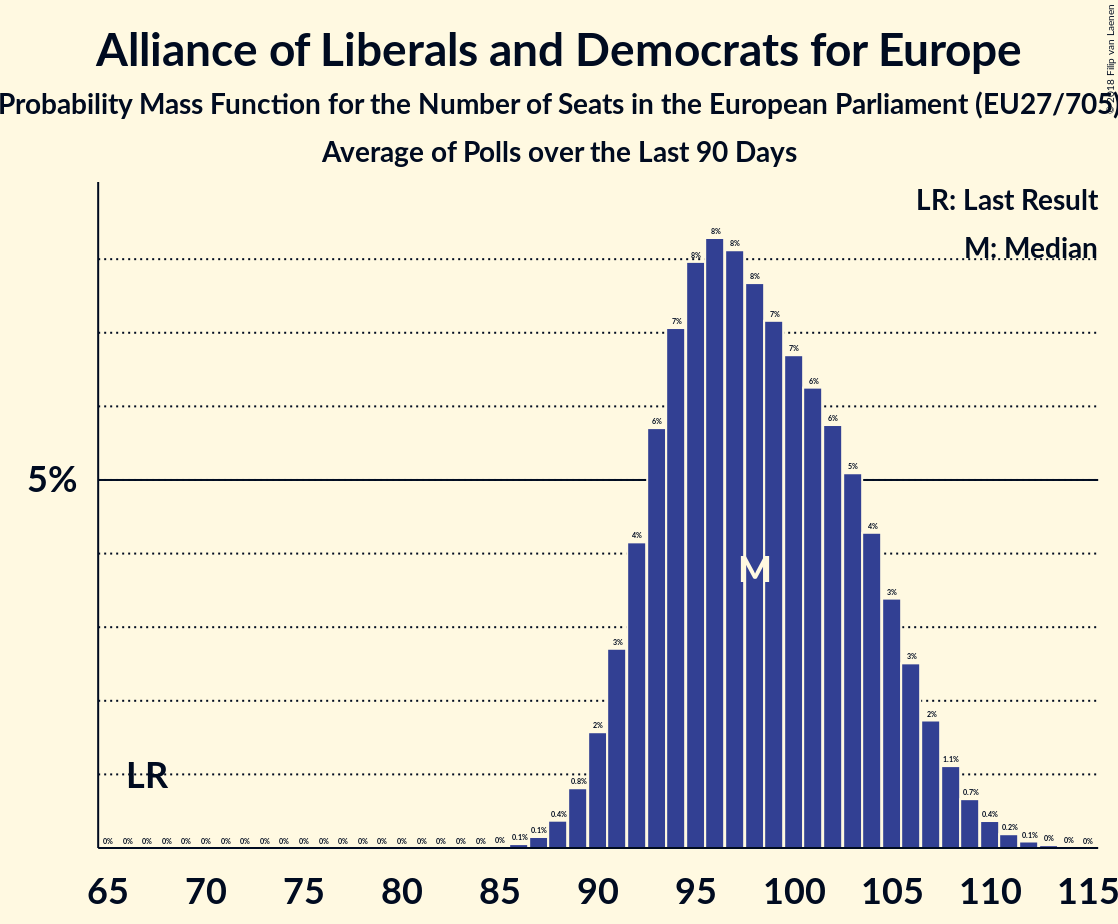 Alliance of Liberals and Democrats for Europe
Probability Mass Function for the Number of Seats in the European Parliament (EU27/705)
Average of Polls over the Last 90 Days
© 2018 Filip van Laenen
LR: Last Result
M: Median
5%
LR
M
0% 0% 0% 0% 0% 0% 0% 0% 0% 0% 0% 0% 0% 0% 0% 0% 0% 0% 0% 0% 0% 0.1% 0.1% 0.4% 0.8% 2% 3% 4% 6% 7% 8% 8% 8% 8% 7% 7% 6% 6% 5% 4% 3% 3% 2% 1.1% 0.7% 0.4% 0.2% 0.1% 0% 0% 0%
65 70 75 80 85 90 95 100 105 110 115